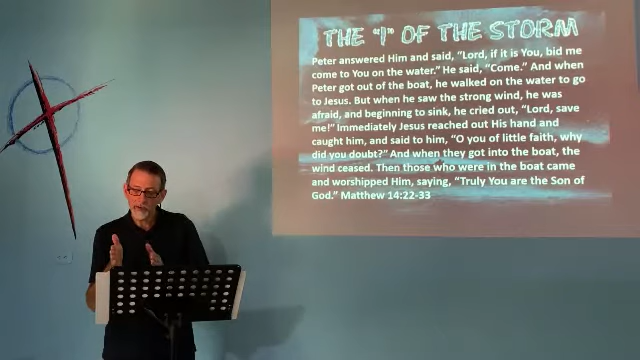 THE "I" OF THE STORM
Peter answered Him and said, "Lord, if it is You, bid me
come to You on the water." He said, "Come." And when
Peter got out of the boat, he walked on the water to go
to Jesus. But when he saw the strong wind, he was
afraid, and beginning to sink, he cried out, "Lord, save
me!" Immediately Jesus reached out His hand and
caught him, and said to him, "O you of little faith, why
did you doubt?" And when they got into the boat, the
wind ceased. Then those who were in the boat came
and worshipped Him, saying, "Truly You are the Son of
God." Matthew 14:22-33